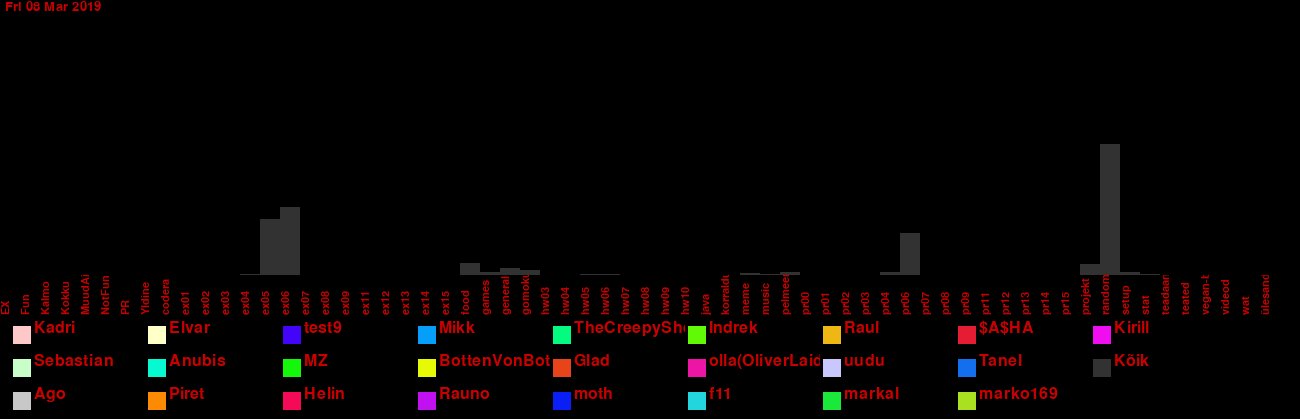 Fri 08 Mar 2019
EX
Fun
Kalmo
Kokku
MuudAi
NotFun
PR
Yldine
codera
ex01
ex02
ex03
ex04
ex05
ex06
ex07
ex08
ex09
ex11
ex12
ex13
ex14
ex15
food
games
general
gomoku
hw03
hw04
hw05
hw06
hw07
hw08
hw09
hw10
java
korraldu
meme
music
pelmeen
pr00
pr01
pr02
pr03
pr04
pr06
pr07
pr08
pr09
pr11
pr12
pr13
pr14
pr15
projekt
random
setup
stat
teadaan
teated
vegan-t
videod
wat
ülesand
Kadri Elvar test9 Mikk TheCreepyShe Indrek Raul $A$HA Kirill
Sebastian Anubis MZ BottenVonBot Glad olla(OliverLaid uudu Tanel Kõik
Ago Piret Helin Rauno moth f11 markal marko169